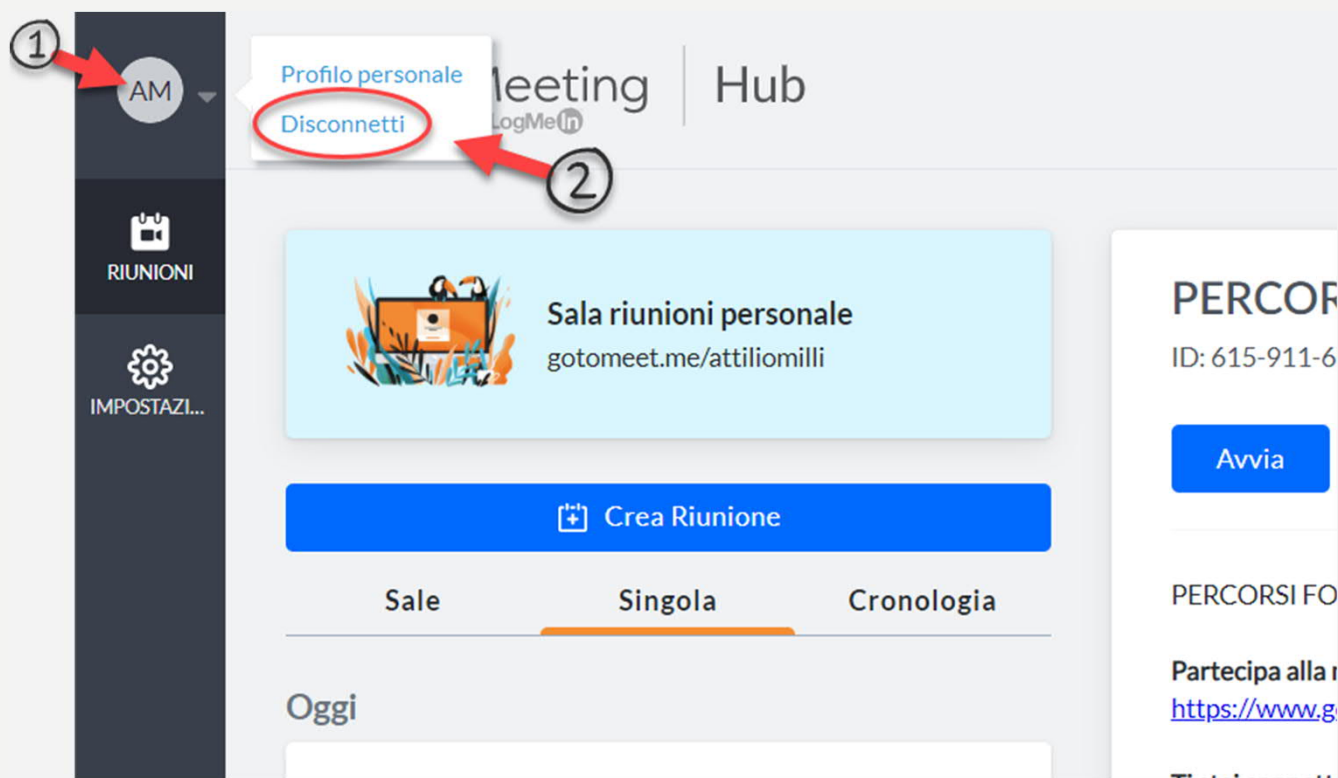 1
AM
Profilo personale
Disconnetti
2
Meeting
LogMeIn
Hub
RIUNIONI
IMPOSTAZI...
Sala riunioni personale
gotomeet.me/attiliomilli
Crea Riunione
Sale
Singola
Cronologia
Oggi
PERCOR
ID: 615-911-6
Avvia
PERCORSI FO
Partecipa alla
https://www.g